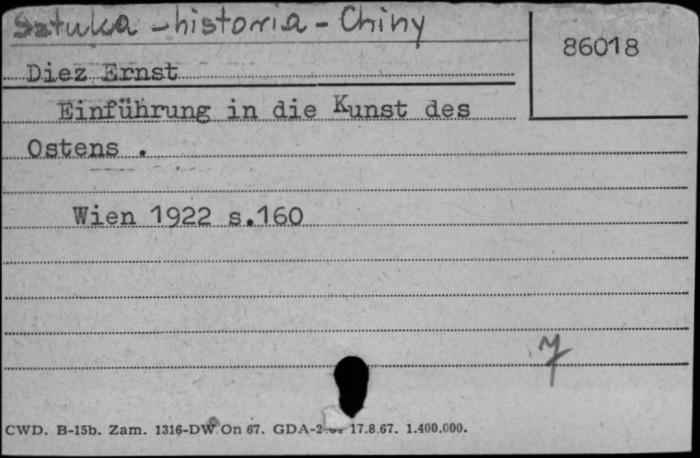 Sztuka - historia - Chiny
86018
Diez Ernst
Einführung in die Kunst des
Ostens .
Wien 1922 s.160
7
CWD. B-15b. Zam. 1316-DW On 67. GDA-2 17.8.67. 1.400.000.